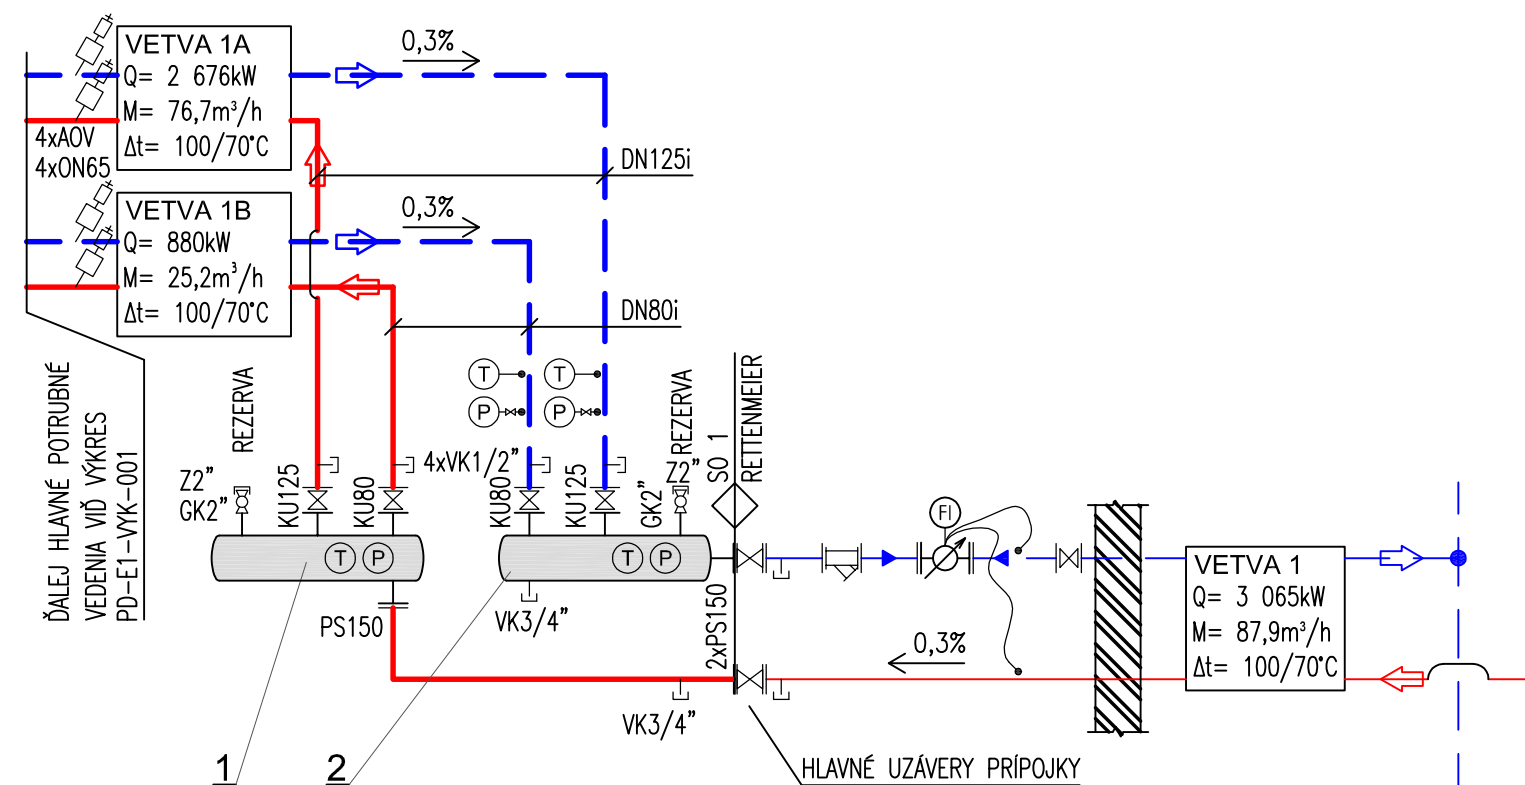 VETVA 1A
Q= 2 676kW
M= 76,7m³/h
Δt= 100/70°C
0,3%
4xAOV
4xON65
DN125i
VETVA 1B
Q= 880kW
M= 25,2m³/h
Δt= 100/70°C
0,3%
DN80i
ĎALEJ HLAVNÉ POTRUBNÉ
VEDENIA VIĎ VÝKRES
PD-E1-VYK-001
REZERVA
Z2"
GK2"
KU125
KU80
T
P
T
P
4xVK1/2"
KU80
KU125
REZERVA
Z2"
GK2"
SO 1
RETTENMEIER
T
P
T
P
PS150
VK3/4"
2xPS150
FI
VETVA 1
Q= 3 065kW
M= 87,9m³/h
Δt= 100/70°C
0,3%
VK3/4"
1
2
HLAVNÉ UZÁVERY PRÍPOJKY